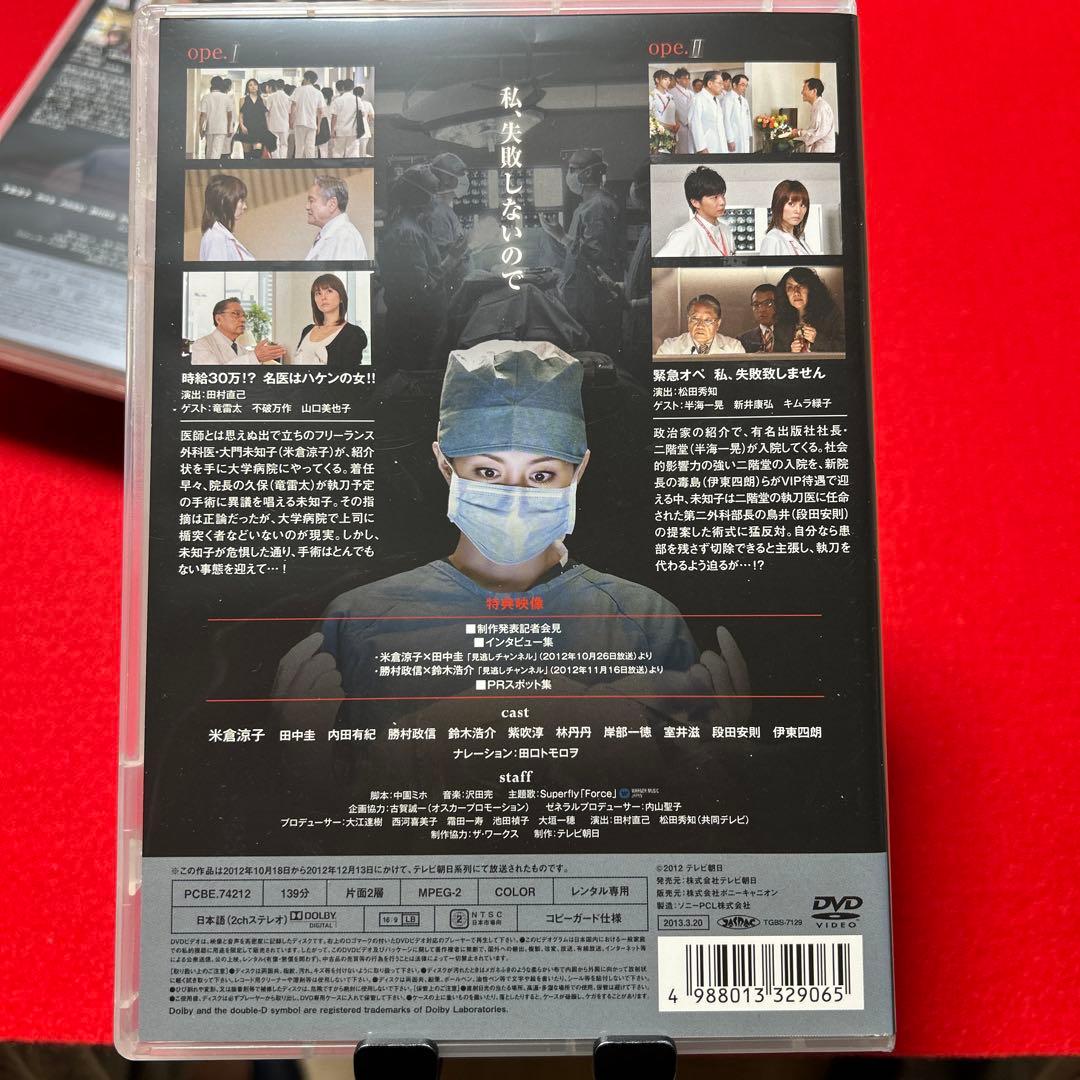 ope.Ⅰ
時給30万!? 名医はハケンの女!!
演出:田村直己
ゲスト:竜雷太 不破万作 山口美也子
医師とは思えぬ出で立ちのフリーランス
外科医・大門未知子(米倉涼子)が、紹介
状を手に大学病院にやってくる。着任
早々、院長の久保(竜雷太)が執刀予定
の手術に異議を唱える未知子。その指
摘は正論だったが、大学病院で上司に
楯突く者などいないのが現実。しかし、
未知子が危惧した通り、手術はとんでも
ない事態を迎えて…!
私、失敗しないので
ope.Ⅱ
緊急オペ 私、失敗致しません
演出:松田秀知
ゲスト:半海一晃 新井康弘 キムラ緑子
政治家の紹介で、有名出版社社長・
二階堂(半海一晃)が入院してくる。社会
的影響力の強い二階堂の入院を、新院
長の毒島(伊東四朗)らがVIP待遇で迎
える中、未知子は二階堂の執刀医に任命
された第二外科部長の鳥井(段田安則)
の提案した術式に猛反対。自分なら患
部を残さず切除できると主張し、執刀を
代わるよう迫るが…!?
特典映像
■制作発表記者会見
■インタビュー集
・米倉涼子×田中圭「見逃しチャンネル」(2012年10月26日放送)より
・勝村政信×鈴木浩介「見逃しチャンネル」(2012年11月16日放送)より
■PRスポット集
cast
米倉涼子 田中圭 内田有紀 勝村政信 鈴木浩介 紫吹淳 林丹丹 岸部一徳 室井滋 段田安則 伊東四朗
ナレーション:田口トモロヲ
staff
脚本:中園ミホ 音楽:沢田完 主題歌:Superfly「Force」 WARNER MUSIC JAPAN
企画協力:古賀誠一(オスカープロモーション) ゼネラルプロデューサー:内山聖子
プロデューサー:大江達樹 西河喜美子 霜田一寿 池田禎子 大垣一穂 演出:田村直己 松田秀知(共同テレビ)
制作協力:ザ・ワークス 制作:テレビ朝日
※この作品は2012年10月18日から2012年12月13日にかけて、テレビ朝日系列にて放送されたものです。
PCBE.74212 139分 片面2層 MPEG-2 COLOR レンタル専用
日本語(2chステレオ) DOLBY DIGITAL 16:9 LB 2 NTSC 日本市場向 コピーガード仕様
©2012 テレビ朝日
発売元:株式会社テレビ朝日
販売元:株式会社ポニーキャニオン
製造:ソニーPCL株式会社
2013.3.20 JASRAC TGBS-7129
DVD VIDEO
Dolby and the double-D symbol are registered trademarks of Dolby Laboratories.
4 988013 329065